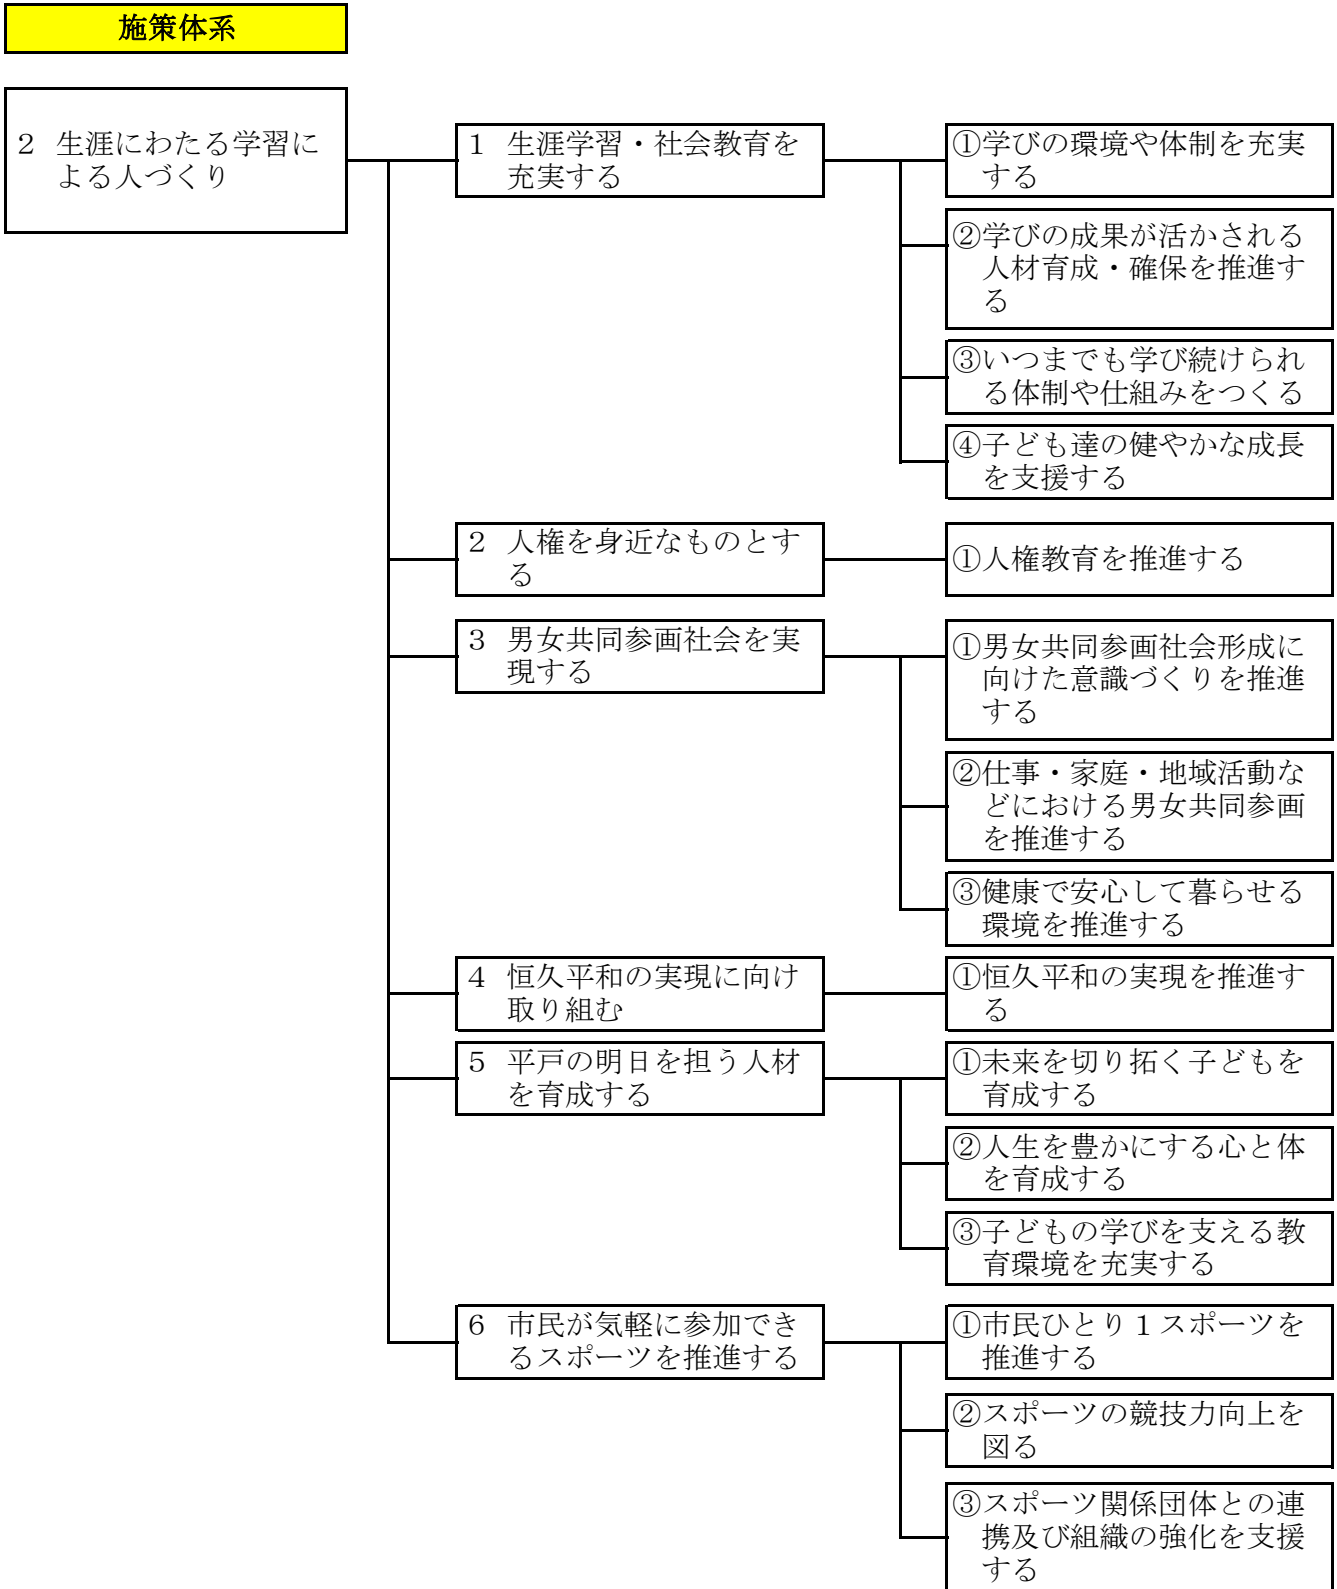 施策体系
２ 生涯にわたる学習に
よる人づくり
１ 生涯学習・社会教育を
充実する
①学びの環境や体制を充実
する
②学びの成果が活かされる
人材育成・確保を推進す
る
③いつまでも学び続けられ
る体制や仕組みをつくる
④子ども達の健やかな成長
を支援する
２ 人権を身近なものとす
る
①人権教育を推進する
３ 男女共同参画社会を実
現する
①男女共同参画社会形成に
向けた意識づくりを推進
する
②仕事・家庭・地域活動な
どにおける男女共同参画
を推進する
③健康で安心して暮らせる
環境を推進する
４ 恒久平和の実現に向け
取り組む
①恒久平和の実現を推進す
る
５ 平戸の明日を担う人材
を育成する
①未来を切り拓く子どもを
育成する
②人生を豊かにする心と体
を育成する
③子どもの学びを支える教
育環境を充実する
６ 市民が気軽に参加でき
るスポーツを推進する
①市民ひとり１スポーツを
推進する
②スポーツの競技力向上を
図る
③スポーツ関係団体との連
携及び組織の強化を支援
する